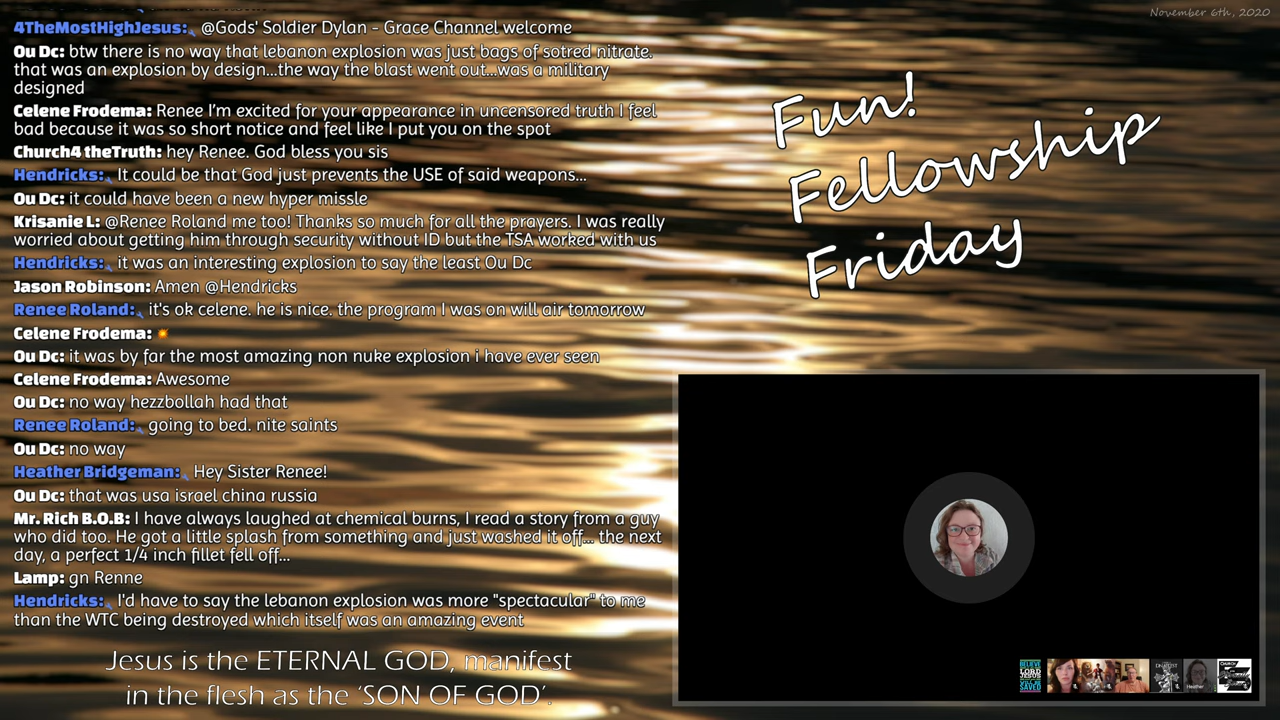 November 6th, 2020
4TheMostHighJesus: @Gods' Soldier Dylan - Grace Channel welcome
Ou Dc: btw there is no way that lebanon explosion was just bags of sotred nitrate.
that was an explosion by design...the way the blast went out...was a military
designed
Celene Frodema: Renee I'm excited for your appearance in uncensored truth I feel
bad because it was so short notice and feel like I put you on the spot
Church4 theTruth: hey Renee. God bless you sis
Hendricks: It could be that God just prevents the USE of said weapons...
Ou Dc: it could have been a new hyper missle
Krisanie L: @Renee Roland me too! Thanks so much for all the prayers. I was really
worried about getting him through security without ID but the TSA worked with us
Hendricks: it was an interesting explosion to say the least Ou Dc
Jason Robinson: Amen @Hendricks
Renee Roland: it's ok celene. he is nice. the program I was on will air tomorrow
Celene Frodema: 💥
Ou Dc: it was by far the most amazing non nuke explosion i have ever seen
Celene Frodema: Awesome
Ou Dc: no way hezzbollah had that
Renee Roland: going to bed. nite saints
Ou Dc: no way
Heather Bridgeman: Hey Sister Renee!
Ou Dc: that was usa israel china russia
Mr. Rich B.O.B: I have always laughed at chemical burns, I read a story from a guy
who did too. He got a little splash from something and just washed it off... the next
day, a perfect 1/4 inch fillet fell off...
Lamp: gn Renne
Hendricks: I'd have to say the lebanon explosion was more "spectacular" to me
than the WTC being destroyed which itself was an amazing event
Jesus is the ETERNAL GOD, manifest
in the flesh as the 'SON OF GOD'.
Fun!
Fellowship
Friday
BELIEVE
LORD
JESUS
SAVED
Heather